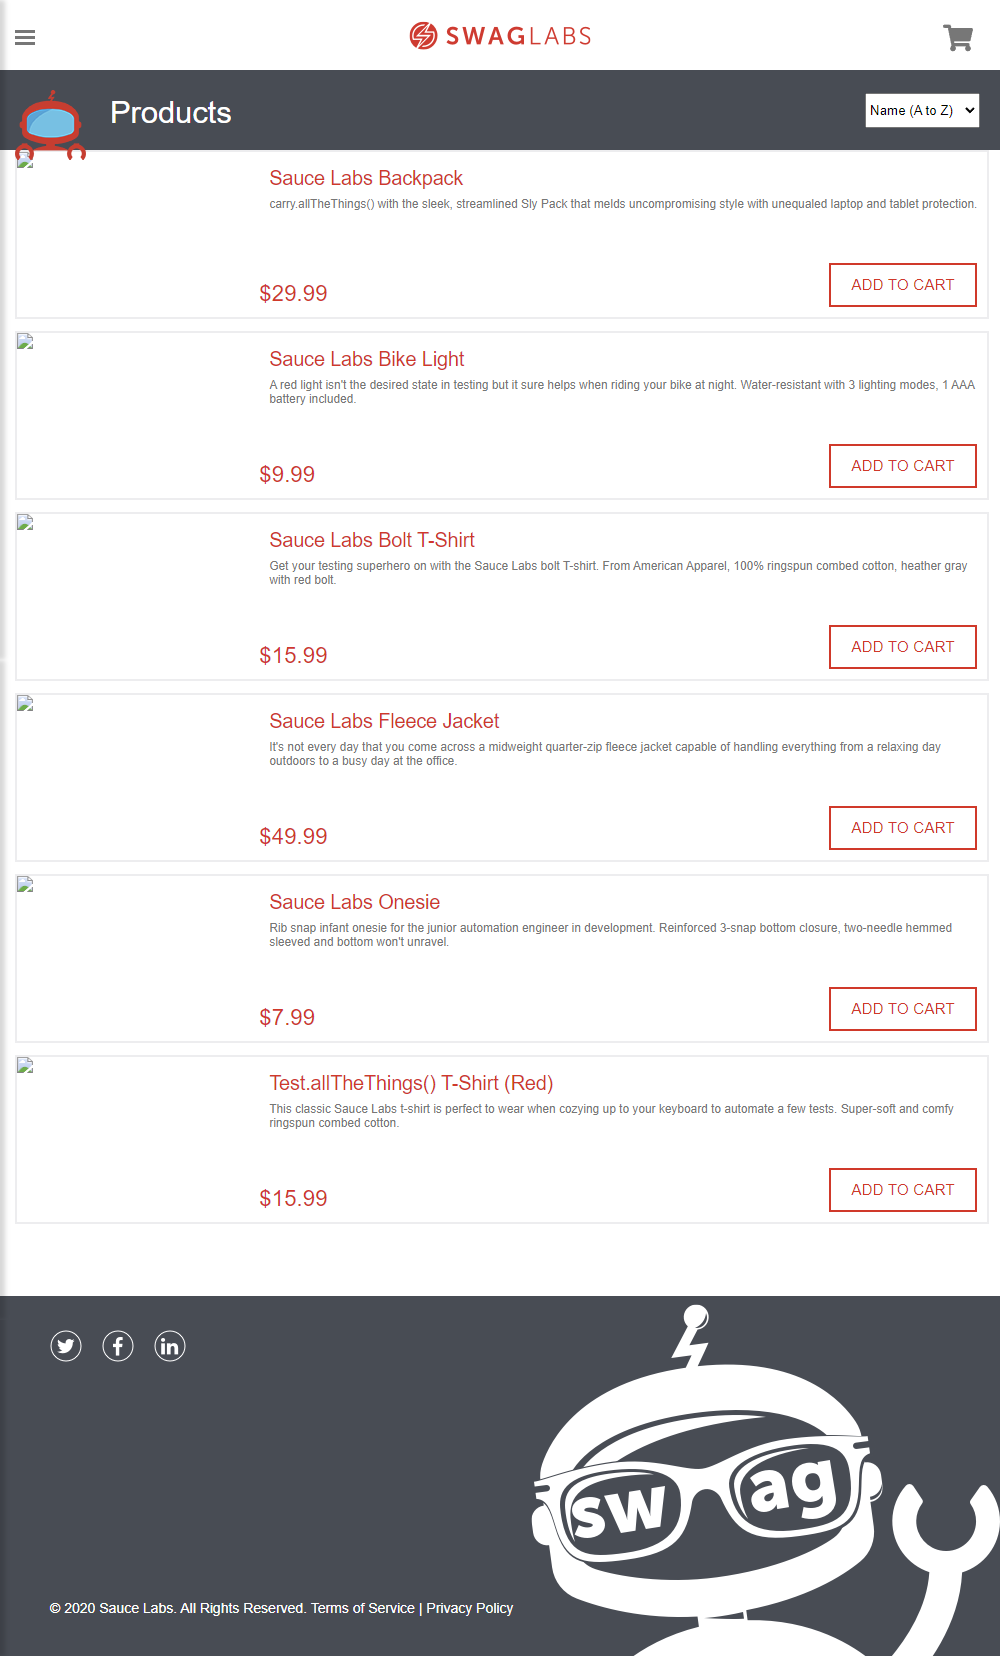 SWAGLABS
Products
Name (A to Z)
Sauce Labs Backpack
carry.allTheThings() with the sleek, streamlined Sly Pack that melds uncompromising style with unequaled laptop and tablet protection.
$29.99
ADD TO CART
Sauce Labs Bike Light
A red light isn't the desired state in testing but it sure helps when riding your bike at night. Water-resistant with 3 lighting modes, 1 AAA
battery included.
$9.99
ADD TO CART
Sauce Labs Bolt T-Shirt
Get your testing superhero on with the Sauce Labs bolt T-shirt. From American Apparel, 100% ringspun combed cotton, heather gray
with red bolt.
$15.99
ADD TO CART
Sauce Labs Fleece Jacket
It's not every day that you come across a midweight quarter-zip fleece jacket capable of handling everything from a relaxing day
outdoors to a busy day at the office.
$49.99
ADD TO CART
Sauce Labs Onesie
Rib snap infant onesie for the junior automation engineer in development. Reinforced 3-snap bottom closure, two-needle hemmed
sleeved and bottom won't unravel.
$7.99
ADD TO CART
Test.allTheThings() T-Shirt (Red)
This classic Sauce Labs t-shirt is perfect to wear when cozying up to your keyboard to automate a few tests. Super-soft and comfy
ringspun combed cotton.
$15.99
ADD TO CART
swag
© 2020 Sauce Labs. All Rights Reserved. Terms of Service | Privacy Policy